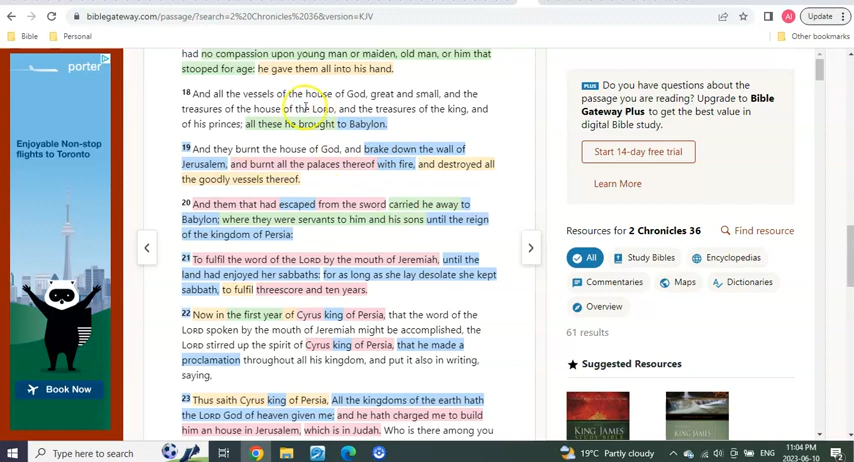 biblegateway.com/passage/?search=2%20Chronicles%2036&version=KJV
AI
Update
Bible
Personal
Other bookmarks
porter
Enjoyable Non-stop
flights to Toronto
Book Now
had no compassion upon young man or maiden, old man, or him that
stooped for age: he gave them all into his hand.
18 And all the vessels of the house of God, great and small, and the
treasures of the house of the Lord, and the treasures of the king, and
of his princes; all these he brought to Babylon.
19 And they burnt the house of God, and brake down the wall of
Jerusalem, and burnt all the palaces thereof with fire, and destroyed all
the goodly vessels thereof.
20 And them that had escaped from the sword carried he away to
Babylon; where they were servants to him and his sons until the reign
of the kingdom of Persia:
21 To fulfil the word of the LORD by the mouth of Jeremiah, until the
land had enjoyed her sabbaths: for as long as she lay desolate she kept
sabbath, to fulfil threescore and ten years.
22 Now in the first year of Cyrus king of Persia, that the word of the
LORD spoken by the mouth of Jeremiah might be accomplished, the
LORD stirred up the spirit of Cyrus king of Persia, that he made a
proclamation throughout all his kingdom, and put it also in writing,
saying,
23 Thus saith Cyrus king of Persia, All the kingdoms of the earth hath
the LORD God of heaven given me; and he hath charged me to build
him an house in Jerusalem, which is in Judah. Who is there among you
PLUS Do you have questions about the
passage you are reading? Upgrade to Bible
Gateway Plus to get the best value in
digital Bible study.
Start 14-day free trial
Learn More
Resources for 2 Chronicles 36
Find resource
All
Study Bibles
Encyclopedias
Commentaries
Maps
Dictionaries
Overview
61 results
Suggested Resources
KING JAMES
STUDY BIBLE
KING JAMES
Type here to search
19°C Partly cloudy
ENG
11:04 PM
2023-06-10